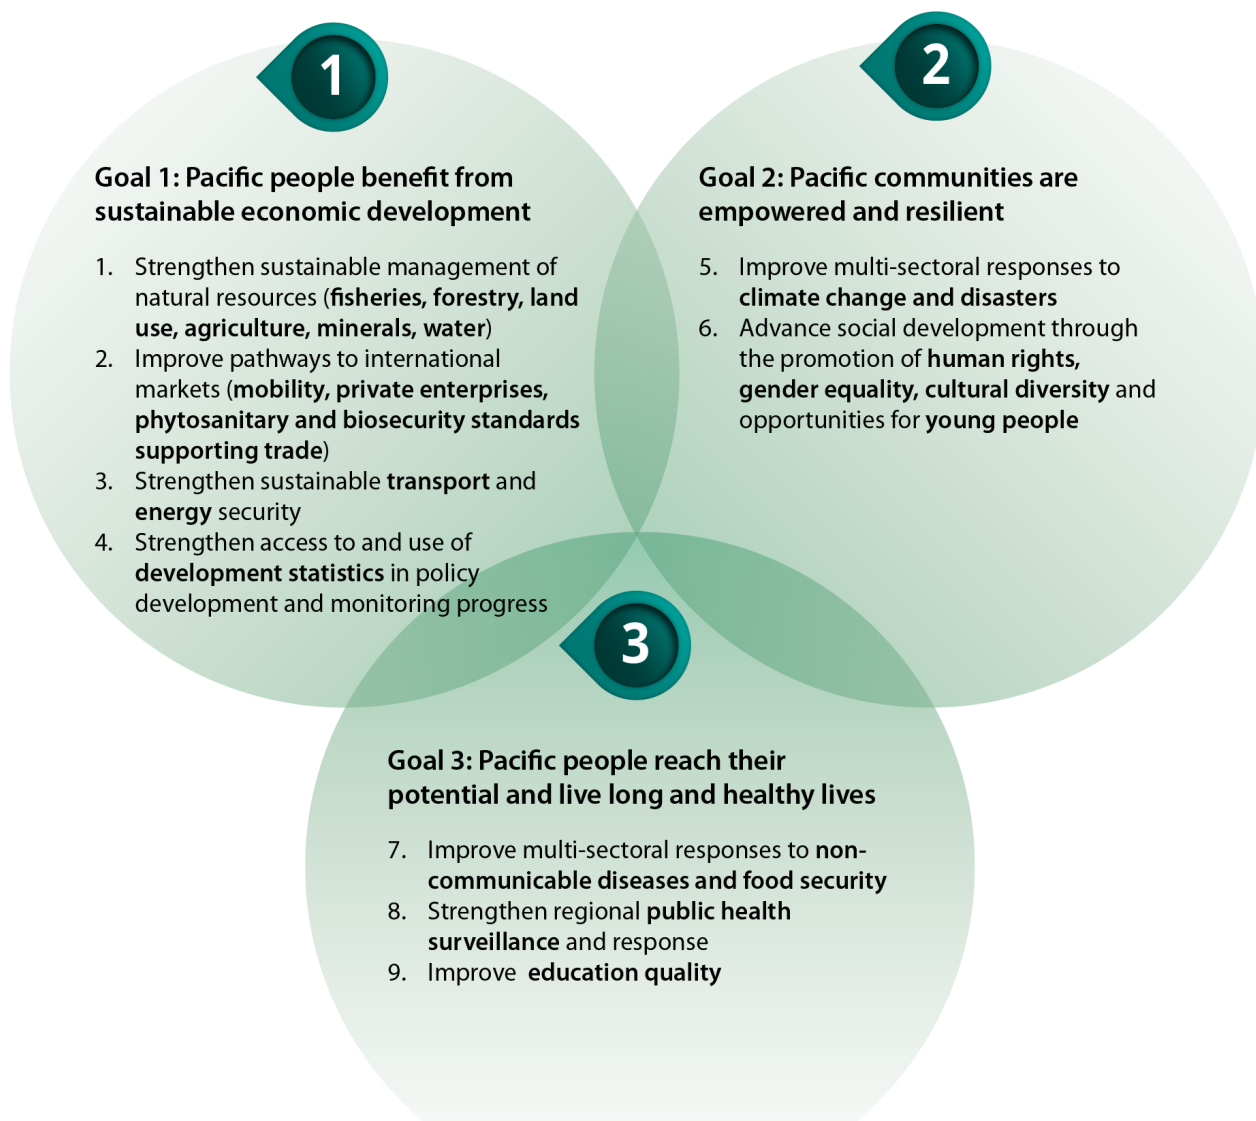 1
Goal 1: Pacific people benefit from
sustainable economic development
1. Strengthen sustainable management of
natural resources (fisheries, forestry, land
use, agriculture, minerals, water)
2. Improve pathways to international
markets (mobility, private enterprises,
phytosanitary and biosecurity standards
supporting trade)
3. Strengthen sustainable transport and
energy security
4. Strengthen access to and use of
development statistics in policy
development and monitoring progress
2
Goal 2: Pacific communities are
empowered and resilient
5. Improve multi-sectoral responses to
climate change and disasters
6. Advance social development through
the promotion of human rights,
gender equality, cultural diversity and
opportunities for young people
3
Goal 3: Pacific people reach their
potential and live long and healthy lives
7. Improve multi-sectoral responses to non-
communicable diseases and food security
8. Strengthen regional public health
surveillance and response
9. Improve education quality